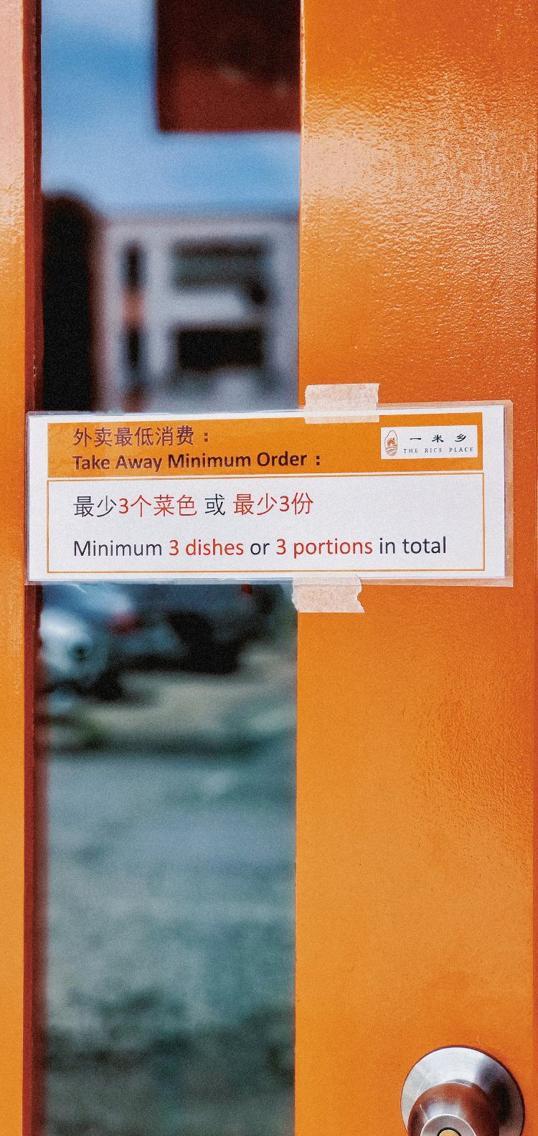 外卖最低消费：
Take Away Minimum Order :
一米乡
THE RICE PLACE
最少3个菜色 或 最少3份
Minimum 3 dishes or 3 portions in total